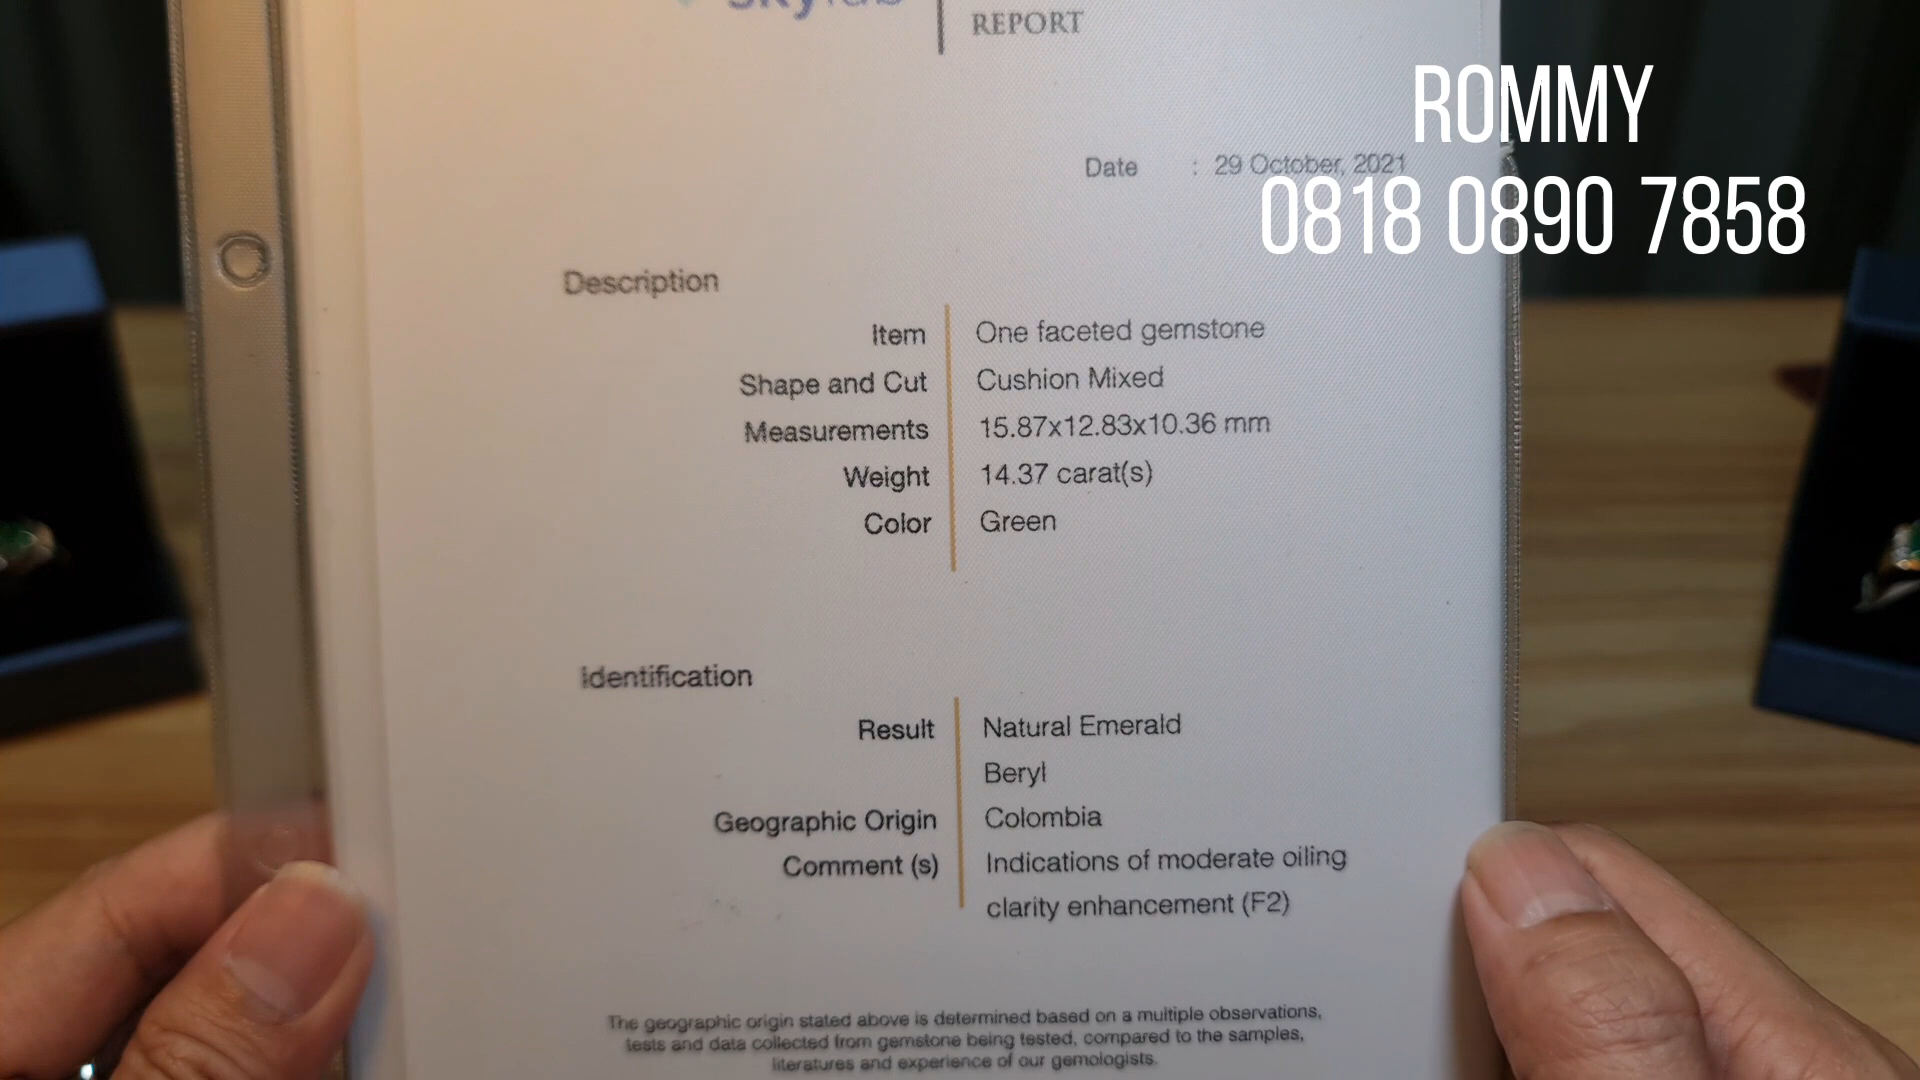 skylab
REPORT
ROMMY
Date : 29 October, 2021
0818 0890 7858
Description
Item One faceted gemstone
Shape and Cut Cushion Mixed
Measurements 15.87x12.83x10.36 mm
Weight 14.37 carat(s)
Color Green
Identification
Result Natural Emerald
Beryl
Geographic Origin Colombia
Comment (s) Indications of moderate oiling
clarity enhancement (F2)
The geographic origin stated above is determined based on a multiple observations,
tests and data collected from gemstone being tested, compared to the samples,
literatures and experience of our gemologists.